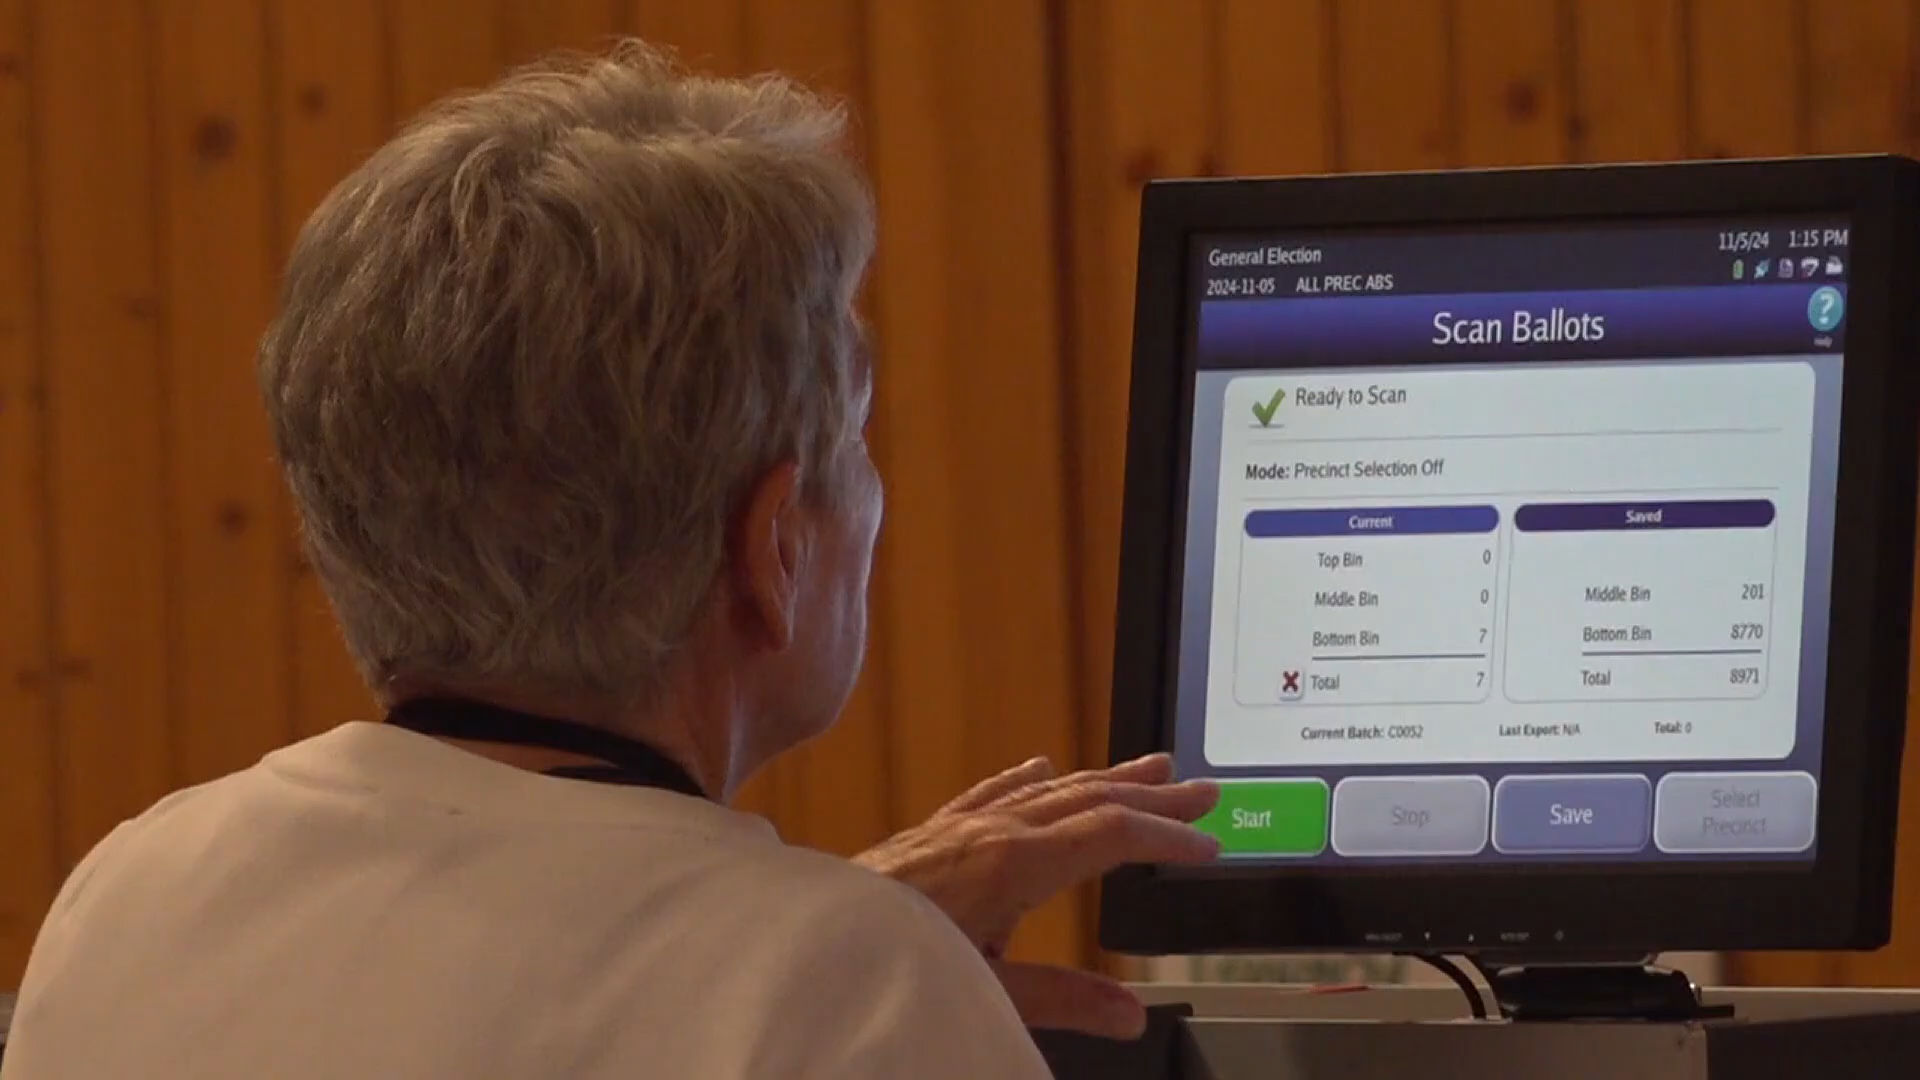 General Election
11/5/24 1:15 PM
2024-11-05 ALL PREC ABS
Scan Ballots
?
Help
Ready to Scan
Mode: Precinct Selection Off
Current
Saved
Top Bin 0
Middle Bin 0
Middle Bin 201
Bottom Bin 7
Bottom Bin 8770
Total 7
Total 8971
Current Batch: C0052
Last Export: N/A
Total: 0
Start
Stop
Save
Select
Precinct